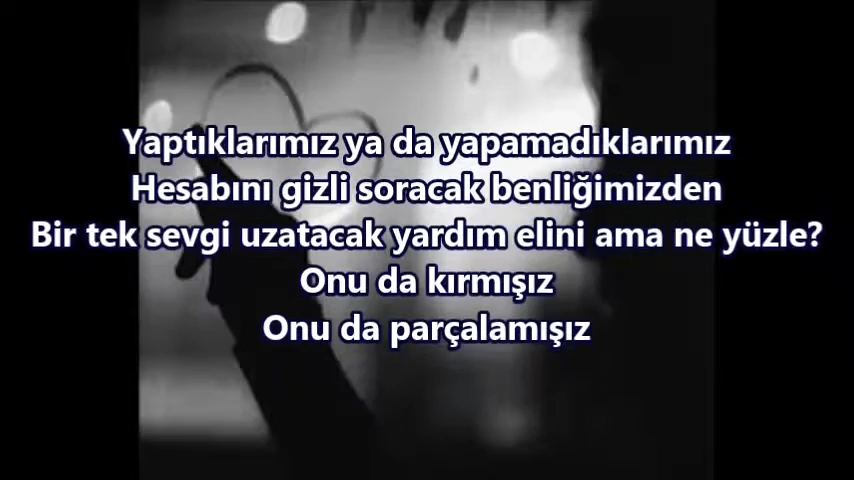 Yaptıklarımız ya da yapamadıklarımız
Hesabını gizli soracak benliğimizden
Bir tek sevgi uzatacak yardım elini ama ne yüzle?
Onu da kırmışız
Onu da parçalamışız